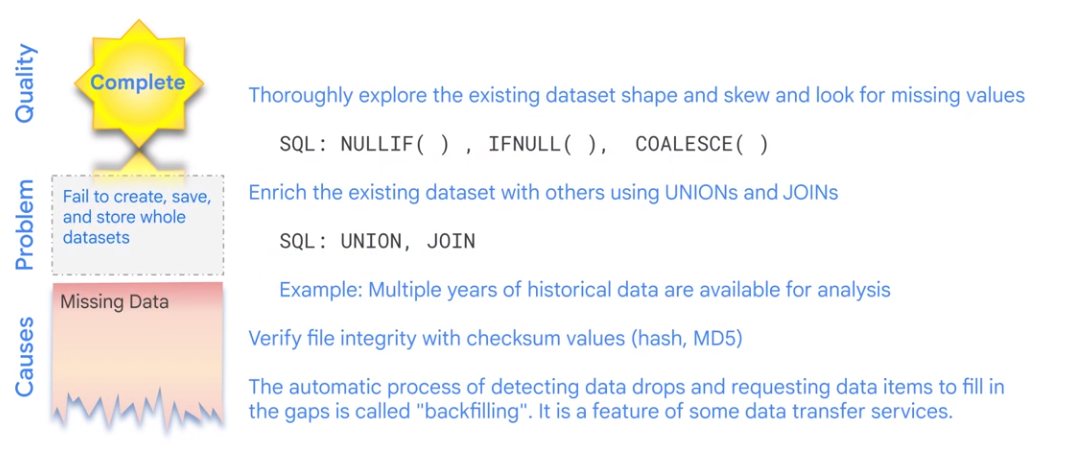 Quality
Complete
Thoroughly explore the existing dataset shape and skew and look for missing values
SQL: NULLIF( ) , IFNULL( ), COALESCE( )
Problem
Fail to create, save,
and store whole
datasets
Enrich the existing dataset with others using UNIONs and JOINs
SQL: UNION, JOIN
Example: Multiple years of historical data are available for analysis
Causes
Missing Data
Verify file integrity with checksum values (hash, MD5)
The automatic process of detecting data drops and requesting data items to fill in
the gaps is called "backfilling". It is a feature of some data transfer services.